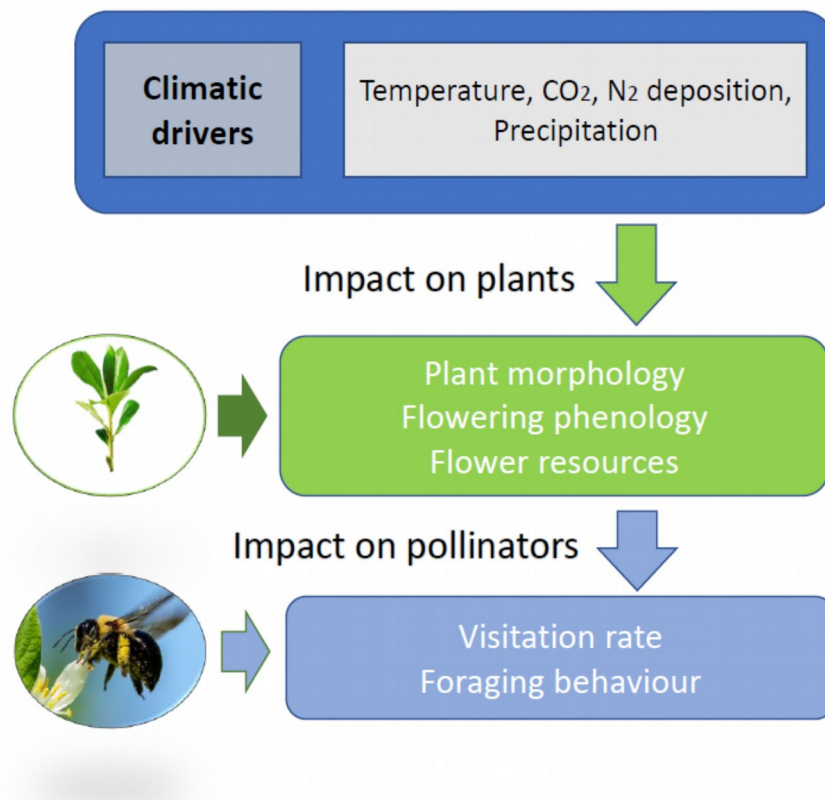 Climatic
drivers
Temperature, CO2, N2 deposition,
Precipitation
Impact on plants
Plant morphology
Flowering phenology
Flower resources
Impact on pollinators
Visitation rate
Foraging behaviour